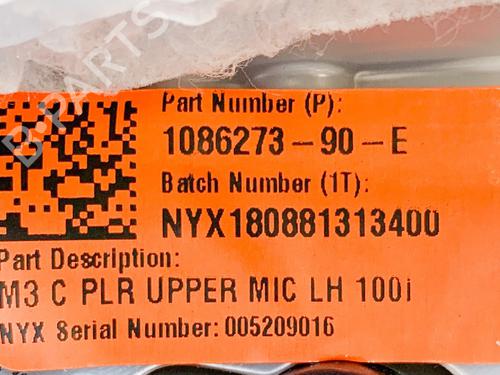 B-PARTS
Part Number (P):
1086273-90-E
Batch Number (1T):
NYX180881313400
Part Description:
M3 C PLR UPPER MIC LH 100i
NYX Serial Number: 005209016